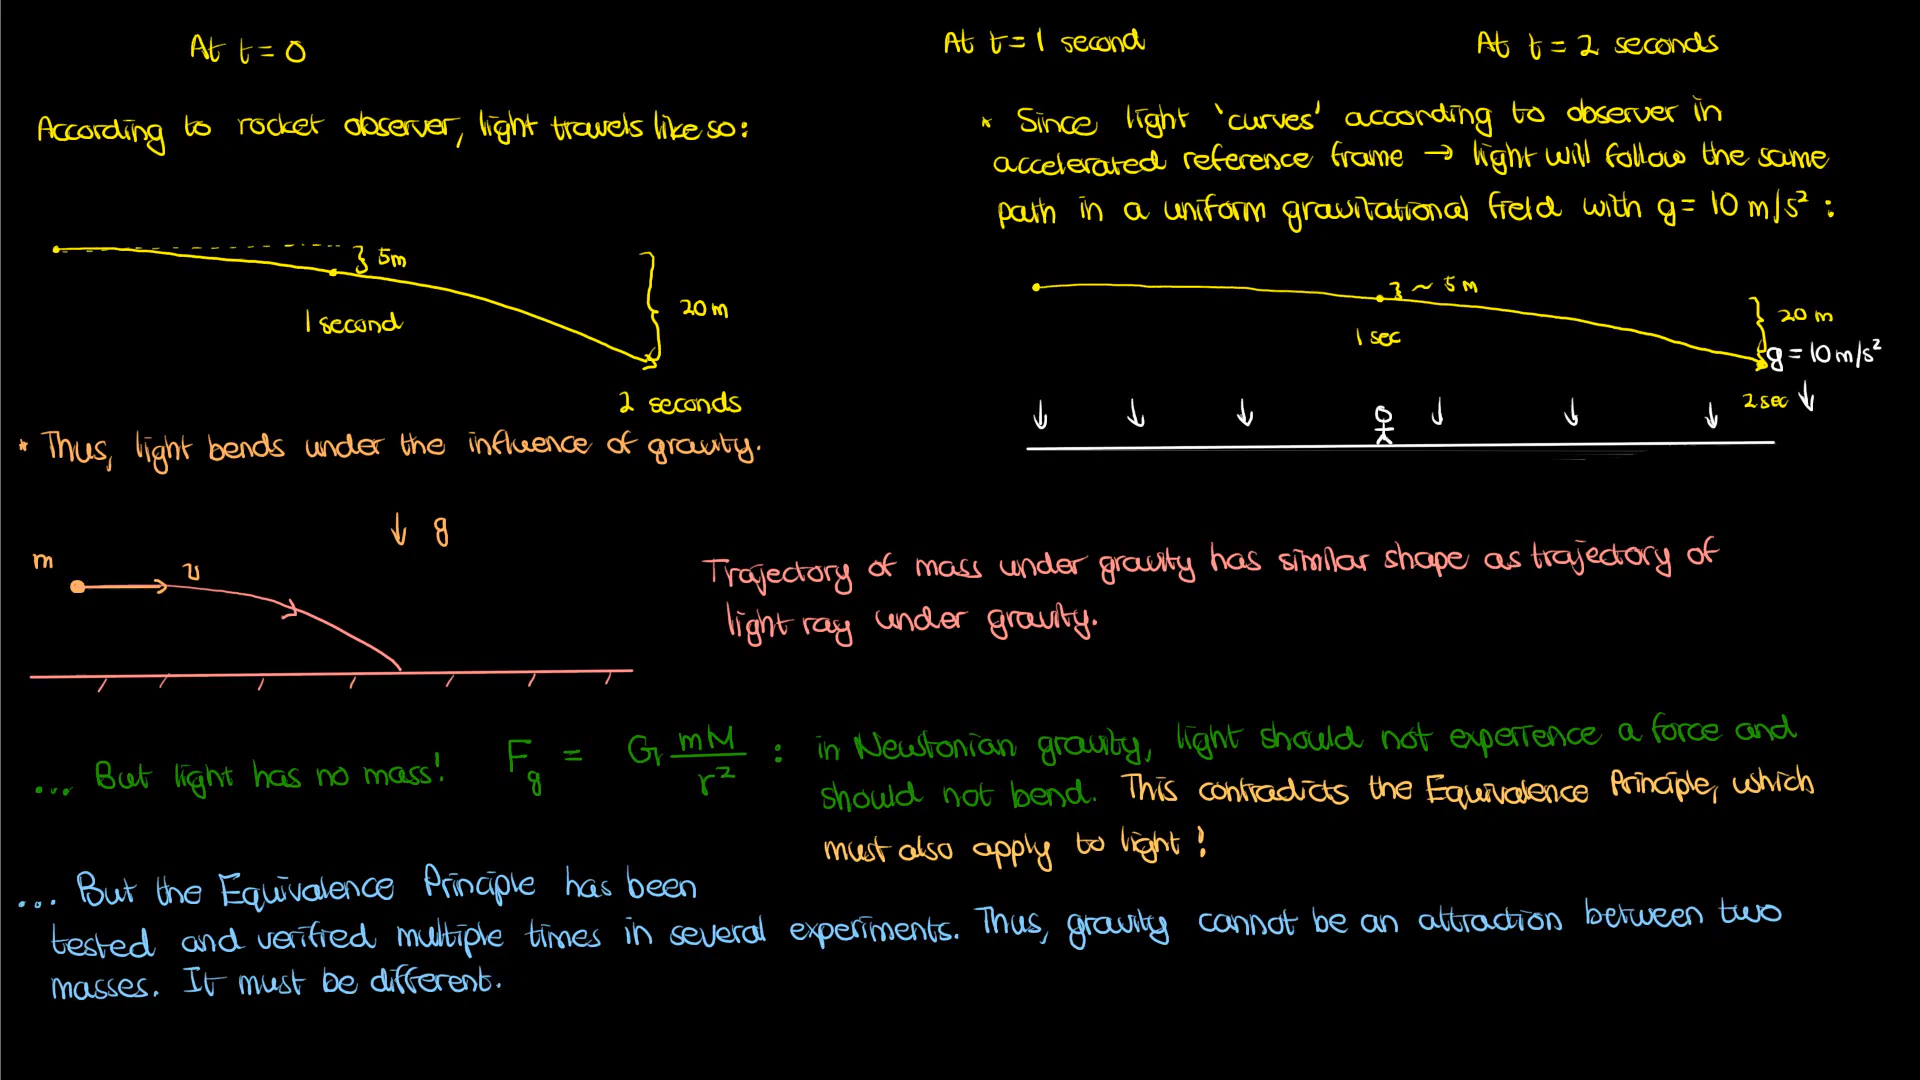 At t = 0
At t = 1 second
At t = 2 seconds
According to rocket observer, light travels like so:
* Since light 'curves' according to observer in
accelerated reference frame → light will follow the same
path in a uniform gravitational field with g = 10 m/s² :
} 5m
20 m
1 second
2 seconds
} ~ 5 m
1 sec
20 m
g = 10 m/s²
2 sec
* Thus, light bends under the influence of gravity.
g
m
v
Trajectory of mass under gravity has similar shape as trajectory of
light ray under gravity.
... But light has no mass! F_g = G mM/r² : in Newtonian gravity, light should not experience a force and
should not bend. This contradicts the Equivalence Principle, which
must also apply to light!
... But the Equivalence Principle has been
tested and verified multiple times in several experiments. Thus, gravity cannot be an attraction between two
masses. It must be different.